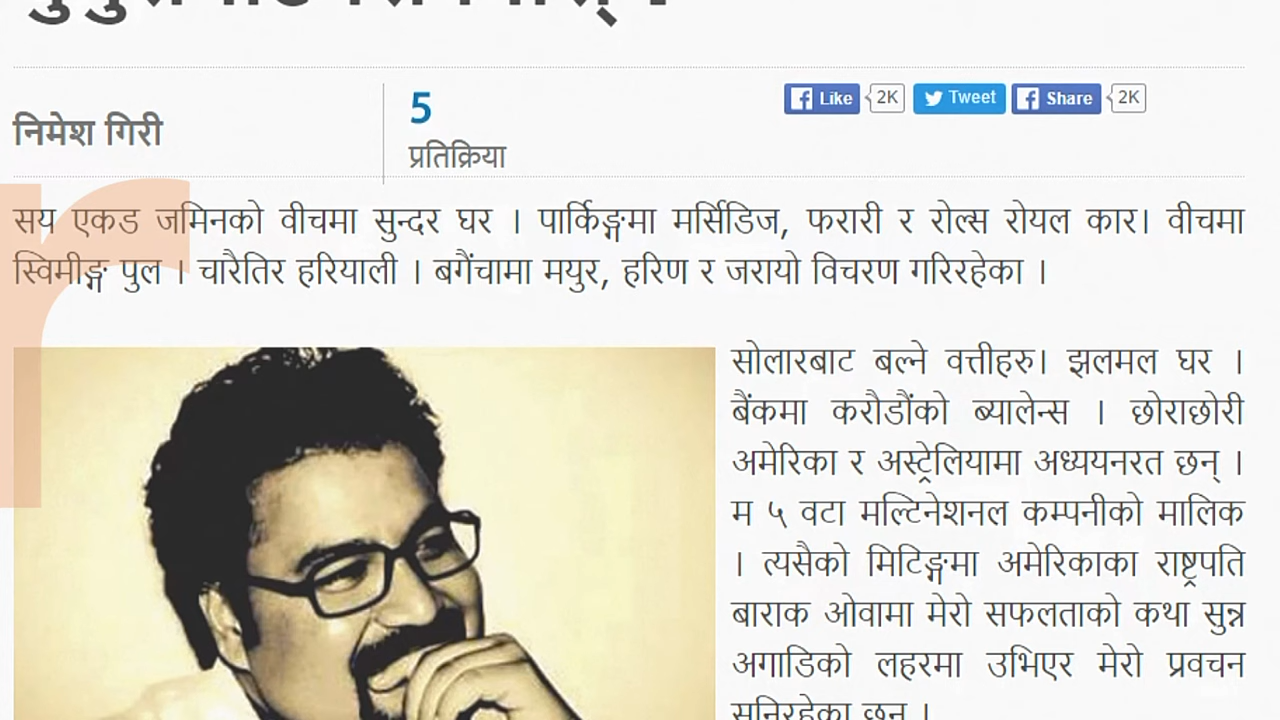 Like 2K Tweet Share 2K
5
निमेश गिरी
प्रतिक्रिया
सय एकड जमिनको वीचमा सुन्दर घर । पार्किङ्गमा मर्सिडिज, फरारी र रोल्स रोयल कार। वीचमा
स्विमीङ्ग पुल । चारैतिर हरियाली । बगैंचामा मयुर, हरिण र जरायो विचरण गरिरहेका ।
सोलारबाट बल्ने वत्तीहरु। झलमल घर ।
बैंकमा करौडौंको ब्यालेन्स । छोराछोरी
अमेरिका र अस्ट्रेलियामा अध्ययनरत छन् ।
म ५ वटा मल्टिनेशनल कम्पनीको मालिक
। त्यसैको मिटिङ्गमा अमेरिकाका राष्ट्रपति
बाराक ओवामा मेरो सफलताको कथा सुन्न
अगाडिको लहरमा उभिएर मेरो प्रवचन
सुनिरहेका छन् ।